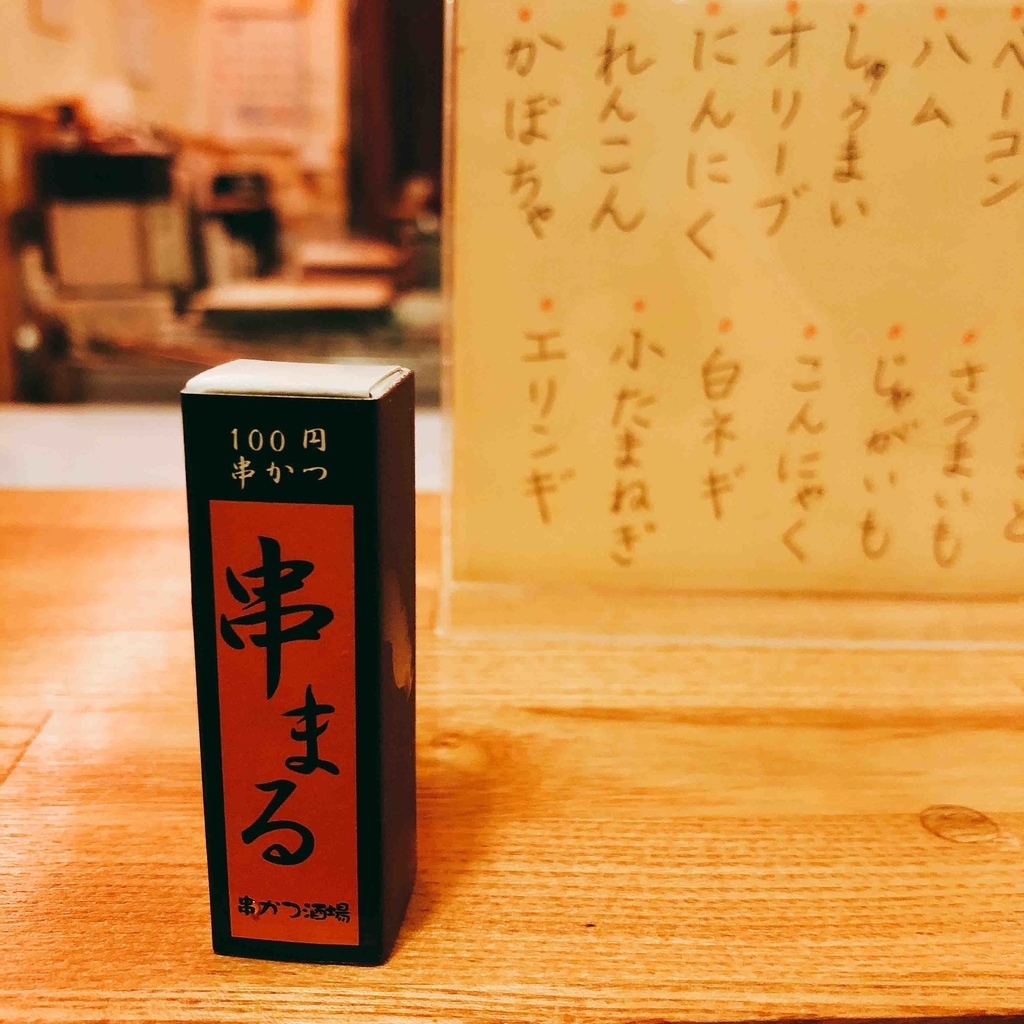 100円
串かつ
串まる
串かつ酒場
ベーコン
ハム
しゅうまい
オリーブ
にんにく
れんこん
かぼちゃ
さつまいも
じゃがいも
こんにゃく
白ネギ
小たまねぎ
エリンギ